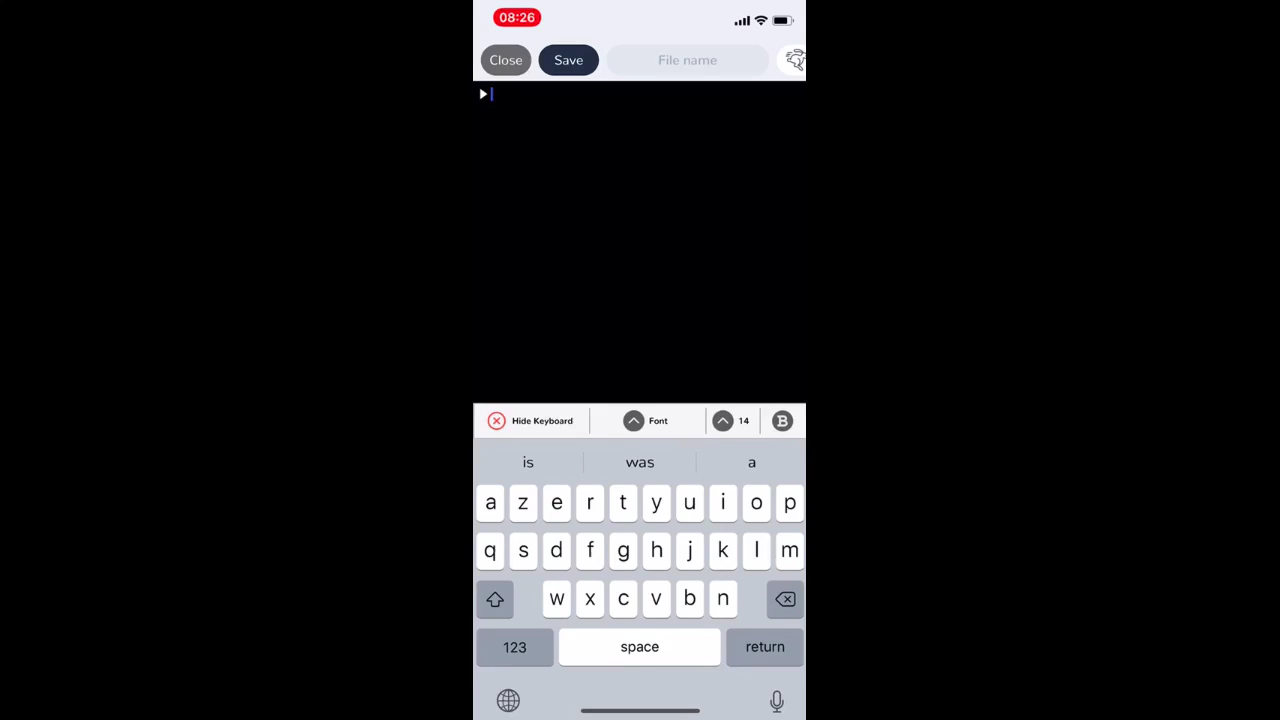 08:26
Close Save File name
Hide Keyboard Font 14 B
is was a
a z e r t y u i o p
q s d f g h j k l m
w x c v b n
123 space return